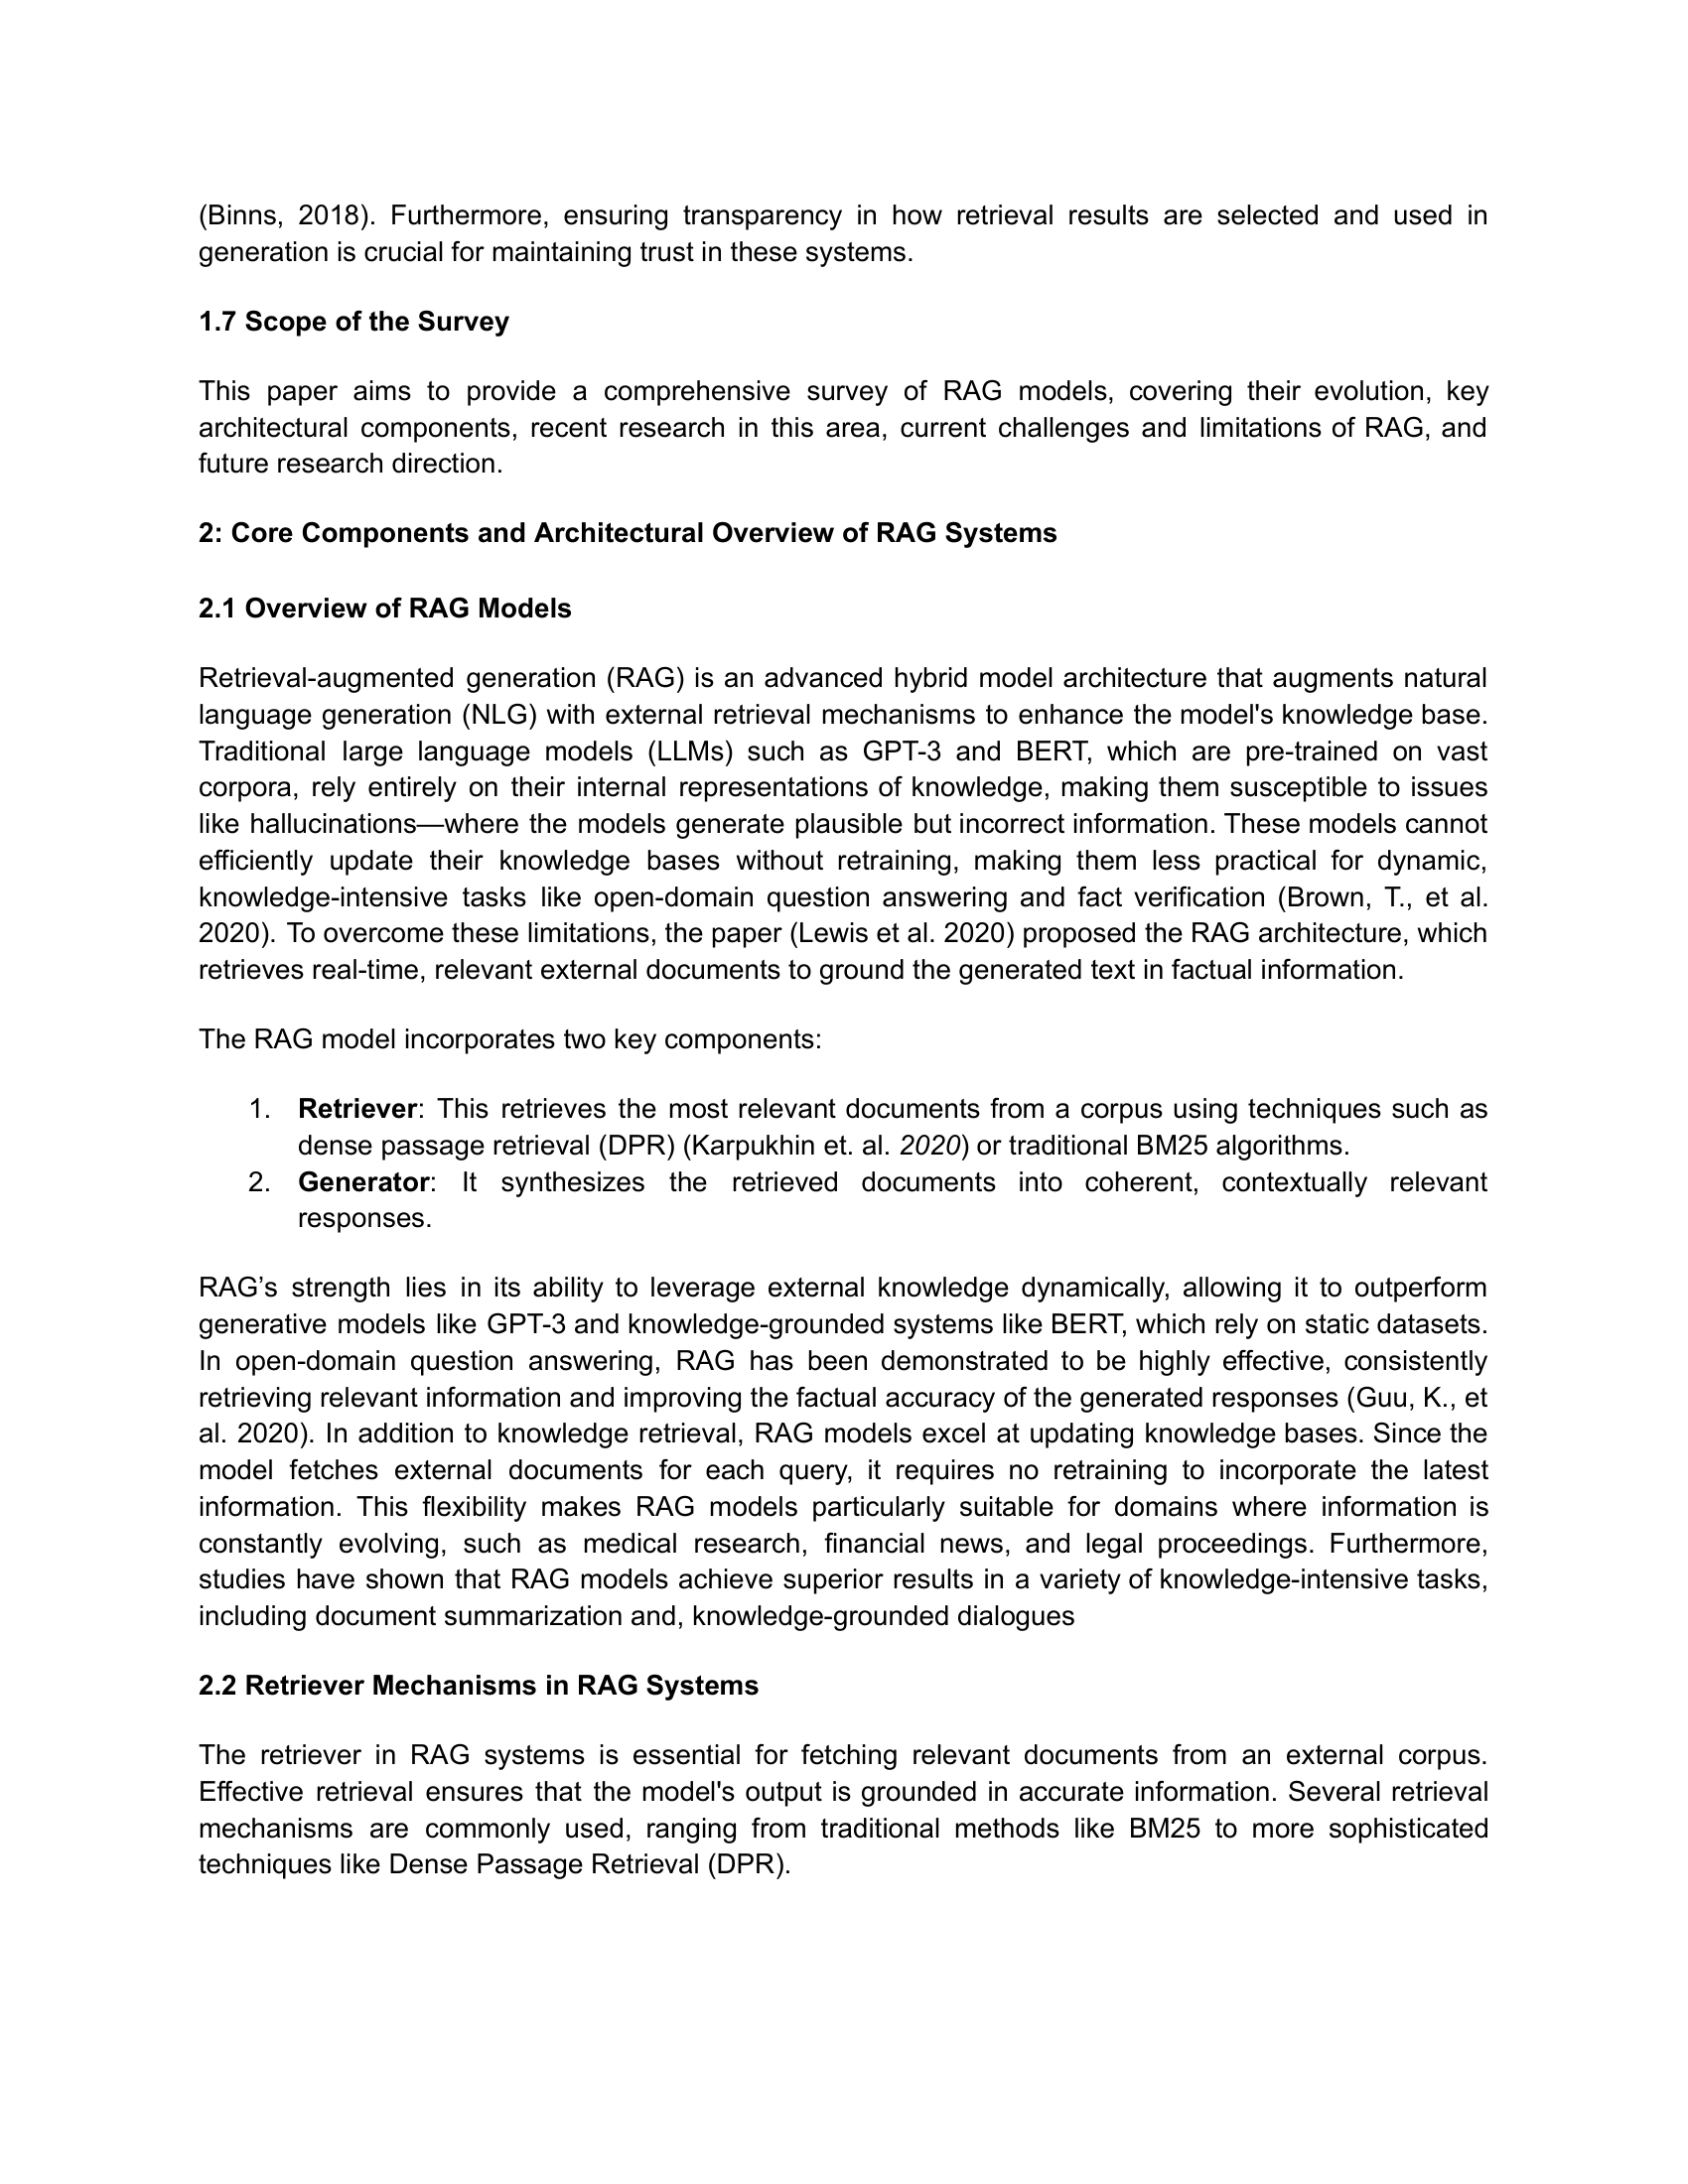 (Binns, 2018). Furthermore, ensuring transparency in how retrieval results are selected and used in
generation is crucial for maintaining trust in these systems.
1.7 Scope of the Survey
This paper aims to provide a comprehensive survey of RAG models, covering their evolution, key
architectural components, recent research in this area, current challenges and limitations of RAG, and
future research direction.
2: Core Components and Architectural Overview of RAG Systems
2.1 Overview of RAG Models
Retrieval-augmented generation (RAG) is an advanced hybrid model architecture that augments natural
language generation (NLG) with external retrieval mechanisms to enhance the model's knowledge base.
Traditional large language models (LLMs) such as GPT-3 and BERT, which are pre-trained on vast
corpora, rely entirely on their internal representations of knowledge, making them susceptible to issues
like hallucinations—where the models generate plausible but incorrect information. These models cannot
efficiently update their knowledge bases without retraining, making them less practical for dynamic,
knowledge-intensive tasks like open-domain question answering and fact verification (Brown, T., et al.
2020). To overcome these limitations, the paper (Lewis et al. 2020) proposed the RAG architecture, which
retrieves real-time, relevant external documents to ground the generated text in factual information.
The RAG model incorporates two key components:
1. Retriever: This retrieves the most relevant documents from a corpus using techniques such as
dense passage retrieval (DPR) (Karpukhin et. al. 2020) or traditional BM25 algorithms.
2. Generator: It synthesizes the retrieved documents into coherent, contextually relevant
responses.
RAG’s strength lies in its ability to leverage external knowledge dynamically, allowing it to outperform
generative models like GPT-3 and knowledge-grounded systems like BERT, which rely on static datasets.
In open-domain question answering, RAG has been demonstrated to be highly effective, consistently
retrieving relevant information and improving the factual accuracy of the generated responses (Guu, K., et
al. 2020). In addition to knowledge retrieval, RAG models excel at updating knowledge bases. Since the
model fetches external documents for each query, it requires no retraining to incorporate the latest
information. This flexibility makes RAG models particularly suitable for domains where information is
constantly evolving, such as medical research, financial news, and legal proceedings. Furthermore,
studies have shown that RAG models achieve superior results in a variety of knowledge-intensive tasks,
including document summarization and, knowledge-grounded dialogues
2.2 Retriever Mechanisms in RAG Systems
The retriever in RAG systems is essential for fetching relevant documents from an external corpus.
Effective retrieval ensures that the model's output is grounded in accurate information. Several retrieval
mechanisms are commonly used, ranging from traditional methods like BM25 to more sophisticated
techniques like Dense Passage Retrieval (DPR).